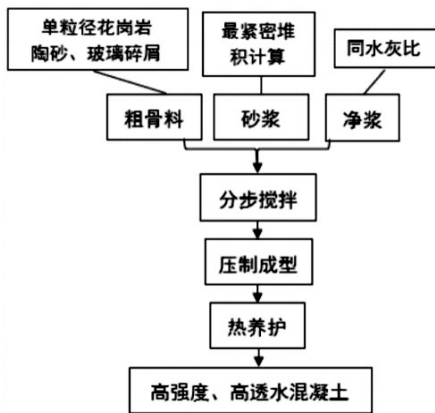 单粒径花岗岩
陶砂、玻璃碎屑
最紧密堆
积计算
同水灰比
粗骨料
砂浆
净浆
分步搅拌
压制成型
热养护
高强度、高透水混凝土